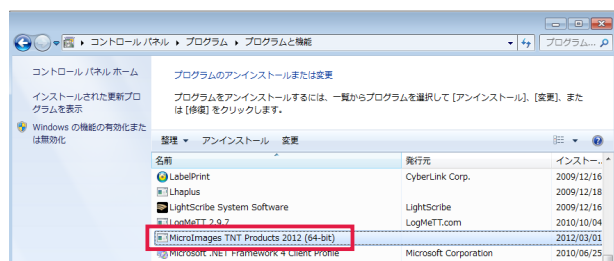 コントロール パネル ▸ プログラム ▸ プログラムと機能
プログラム...
コントロール パネル ホーム
インストールされた更新プロ
グラムを表示
Windows の機能の有効化また
は無効化
プログラムのアンインストールまたは変更
プログラムをアンインストールするには、一覧からプログラムを選択して [アンインストール]、[変更]、また
は [修復] をクリックします。
整理 ▼ アンインストール 変更
名前 発行元 インストー...
LabelPrint CyberLink Corp. 2009/12/16
Lhaplus 2009/12/18
LightScribe System Software LightScribe 2009/12/16
LogMeTT 2.9.7 LogMeTT.com 2010/10/04
MicroImages TNT Products 2012 (64-bit) 2012/03/01
Microsoft .NET Framework 4 Client Profile Microsoft Corporation 2010/06/25